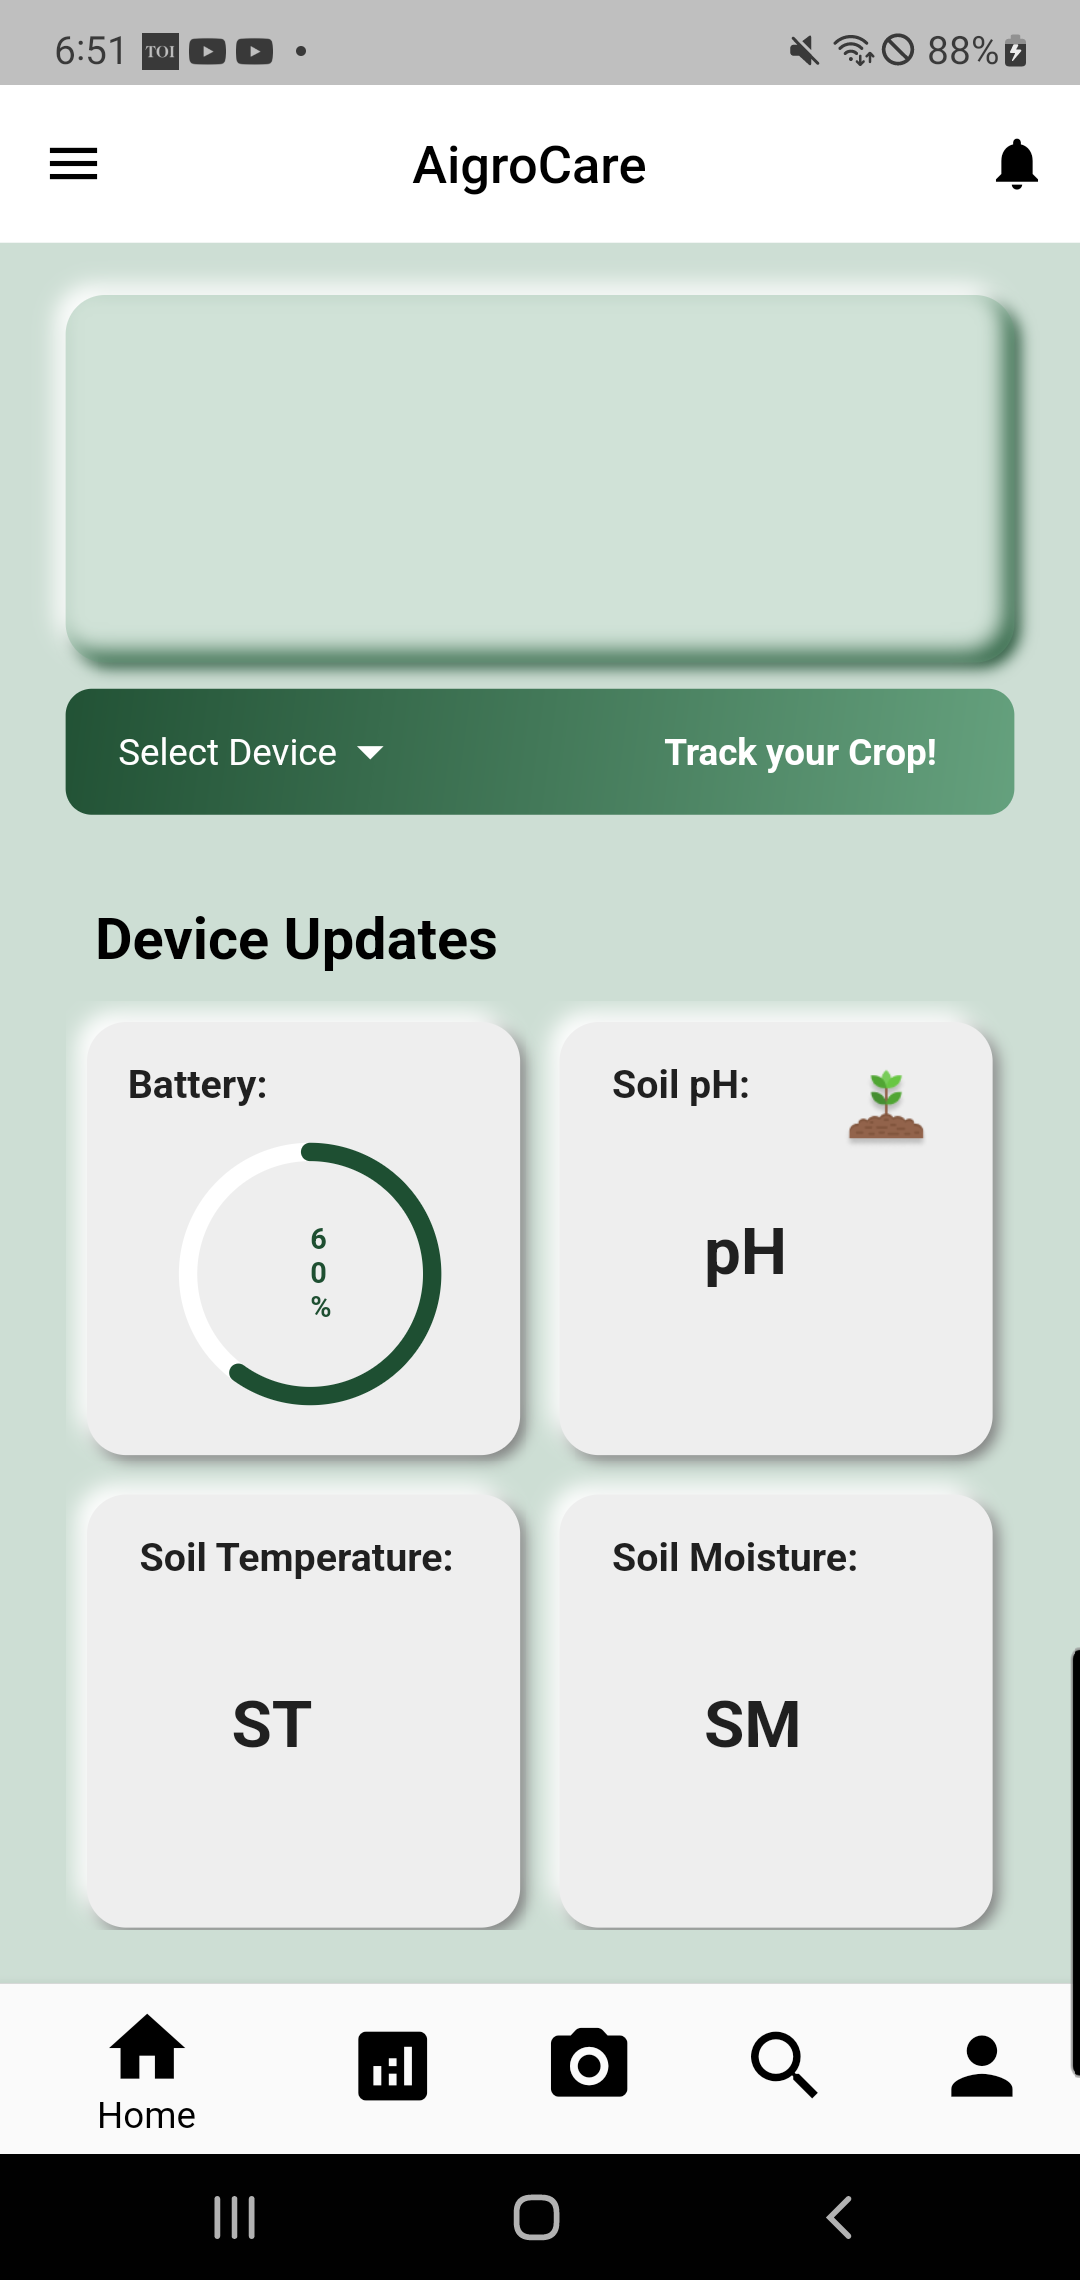 6:51 TOI 88%
AigroCare
Select Device Track your Crop!
Device Updates
Battery: Soil pH:
6
0
%
pH
Soil Temperature: Soil Moisture:
ST SM
Home